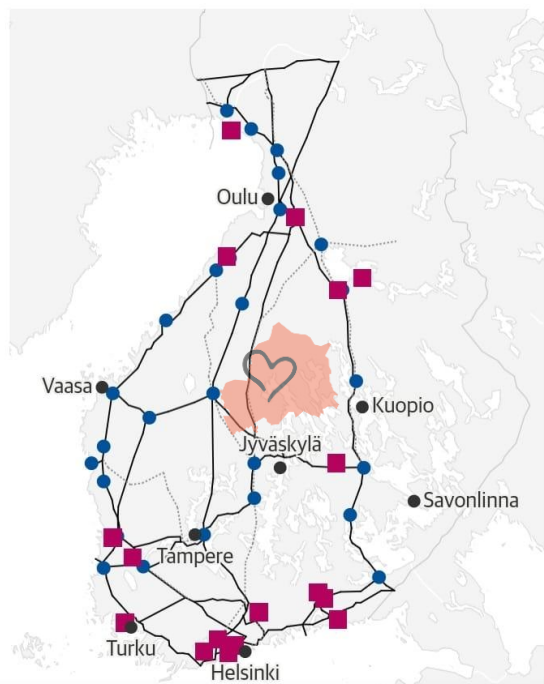 Oulu
Vaasa
Kuopio
Jyväskylä
Savonlinna
Tampere
Turku
Helsinki